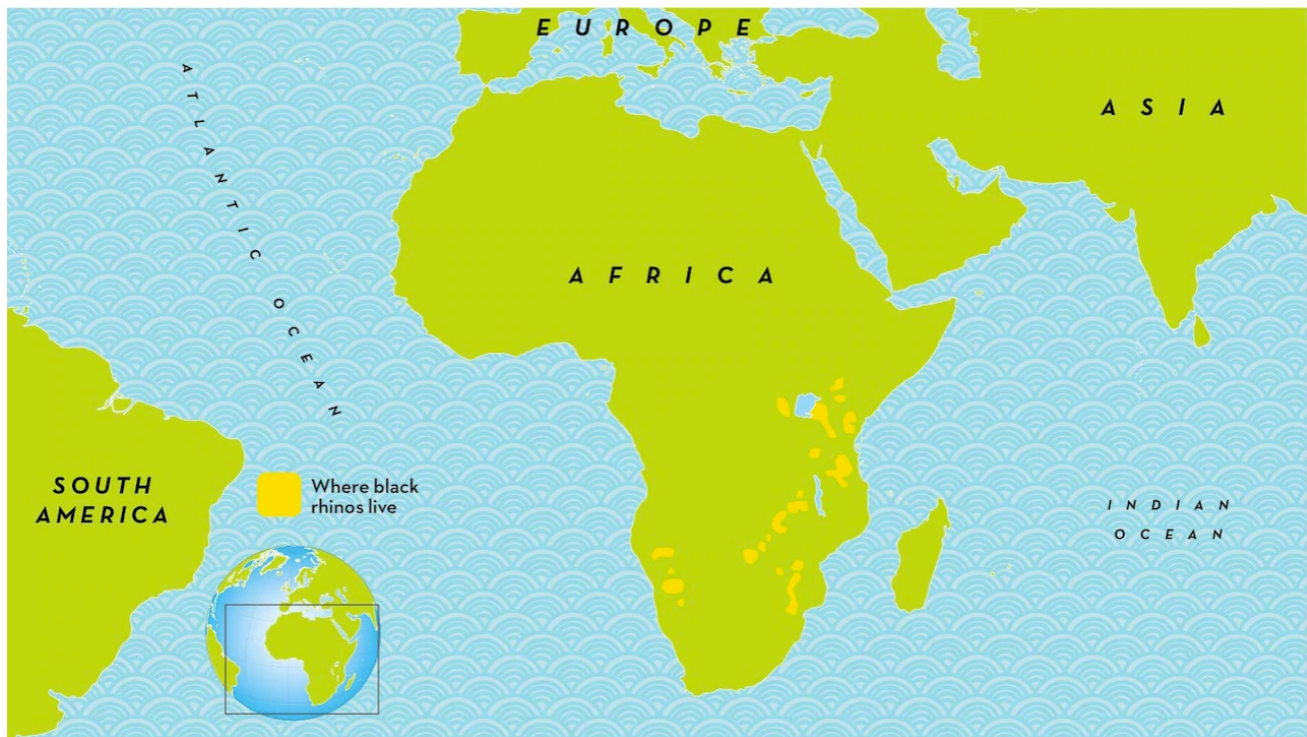 EUROPE
ASIA
ATLANTIC OCEAN
AFRICA
SOUTH
AMERICA
Where black
rhinos live
INDIAN
OCEAN